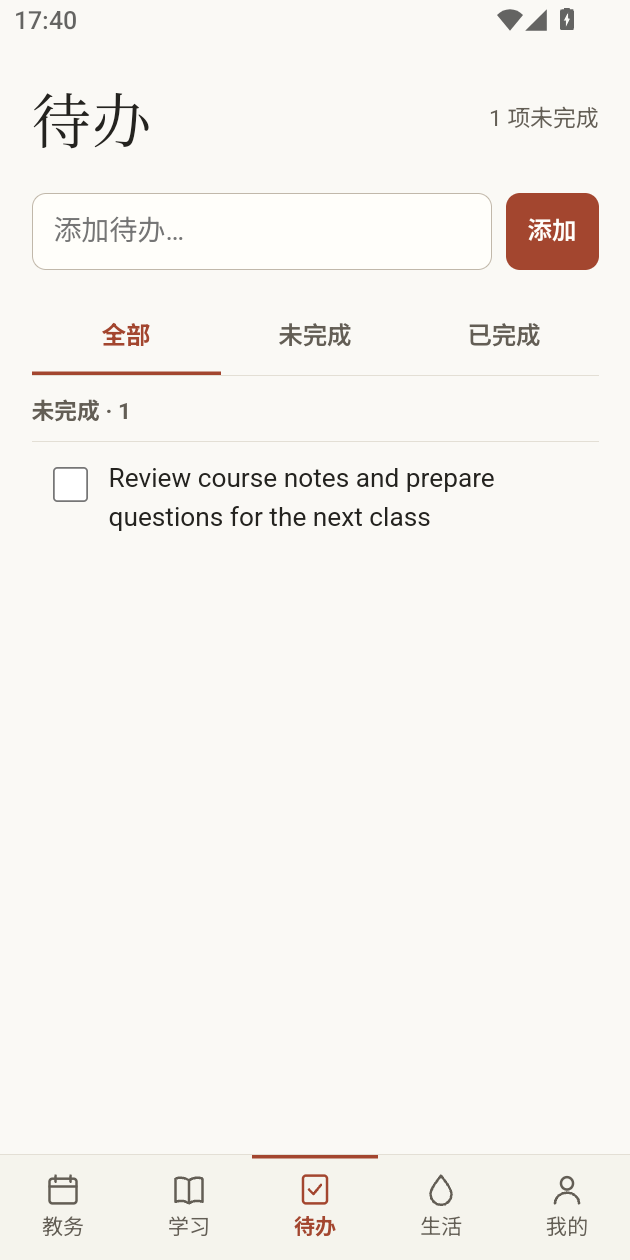 17:40
待办
1 项未完成
添加待办…
添加
全部
未完成
已完成
未完成 · 1
Review course notes and prepare
questions for the next class
教务
学习
待办
生活
我的